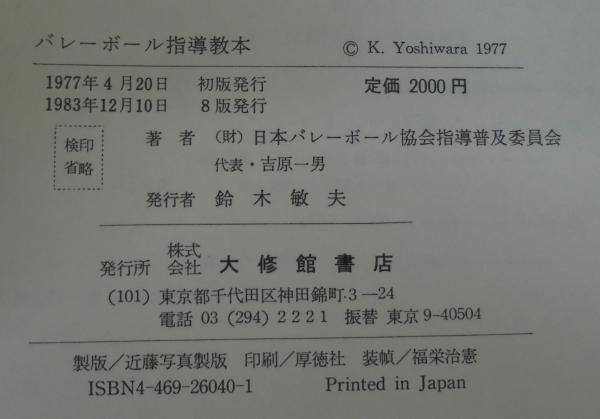 バレーボール指導教本 © K. Yoshiwara 1977
1977年4月20日 初版発行 定価 2000円
1983年12月10日 8版発行
検印
省略
著者 (財)日本バレーボール協会指導普及委員会
代表・吉原一男
発行者 鈴木敏夫
発行所 株式会社 大修館書店
(101) 東京都千代田区神田錦町3—24
電話 03 (294) 2221 振替 東京9-40504
製版/近藤写真製版 印刷/厚徳社 装幀/福栄治憲
ISBN4-469-26040-1 Printed in Japan